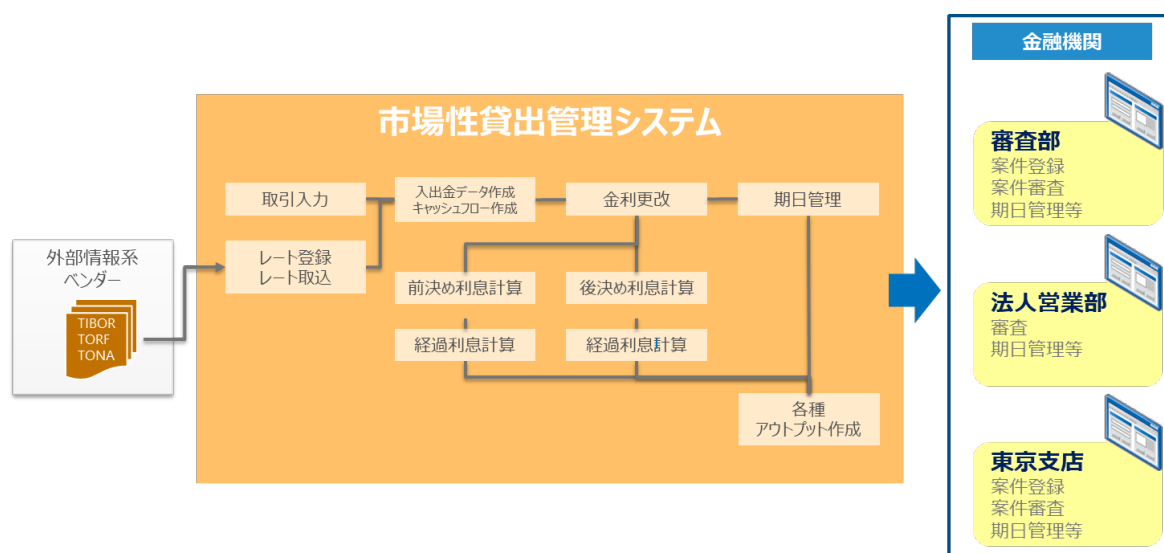 金融機関
市場性貸出管理システム
外部情報系
ベンダー
TIBOR
TORF
TONA
取引入力
レート登録
レート取込
入出金データ作成
キャッシュフロー作成
金利更改
期日管理
前決め利息計算
後決め利息計算
経過利息計算
経過利息計算
各種
アウトプット作成
審査部
案件登録
案件審査
期日管理等
法人営業部
審査
期日管理等
東京支店
案件登録
案件審査
期日管理等